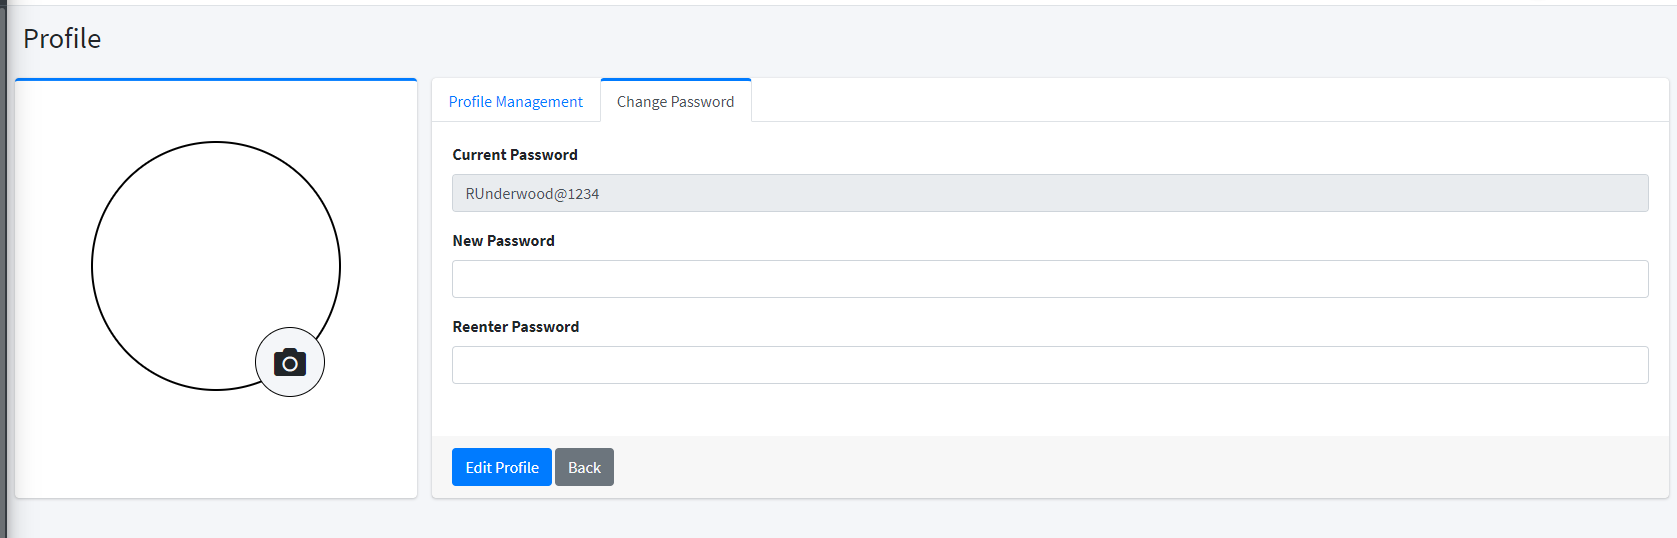 Profile
Profile Management
Change Password
Current Password
RUnderwood@1234
New Password
Reenter Password
Edit Profile
Back